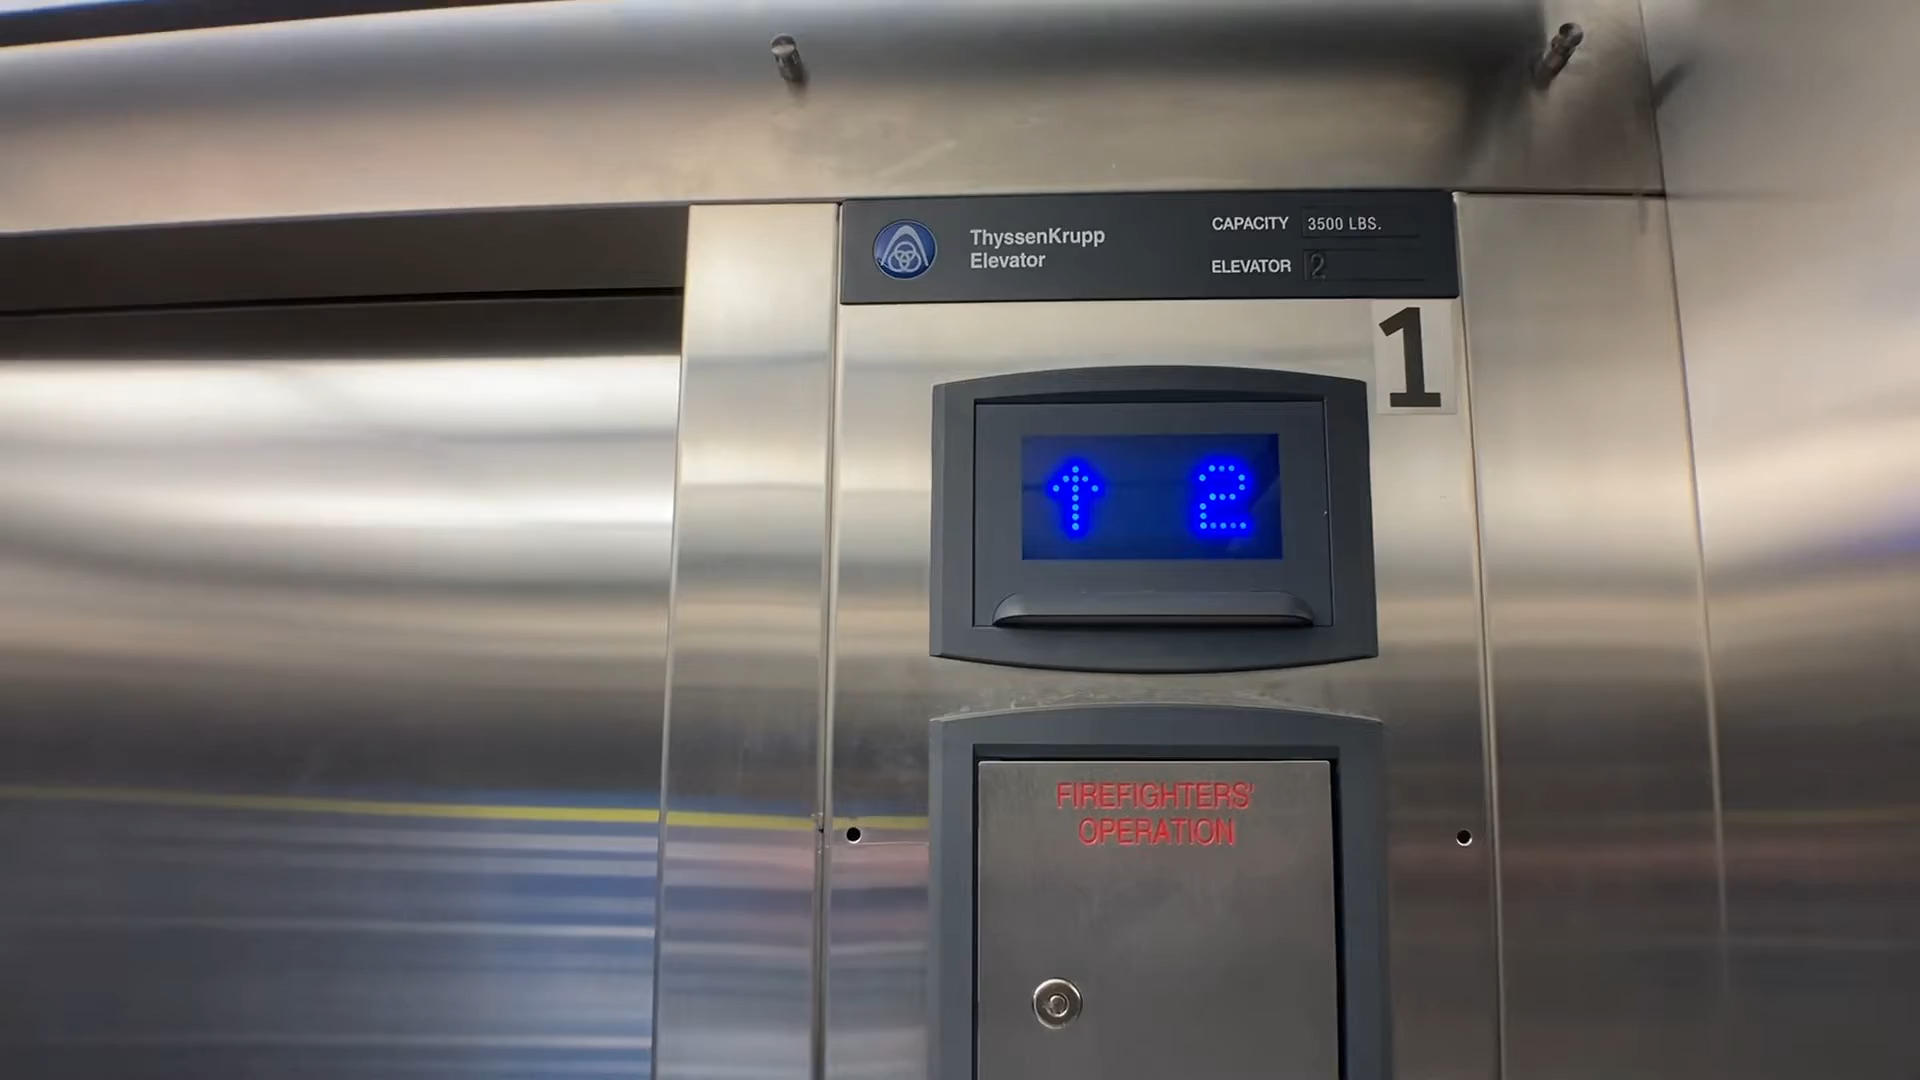 ThyssenKrupp
Elevator
CAPACITY 3500 LBS.
ELEVATOR 2
1
↑ 2
FIREFIGHTERS'
OPERATION